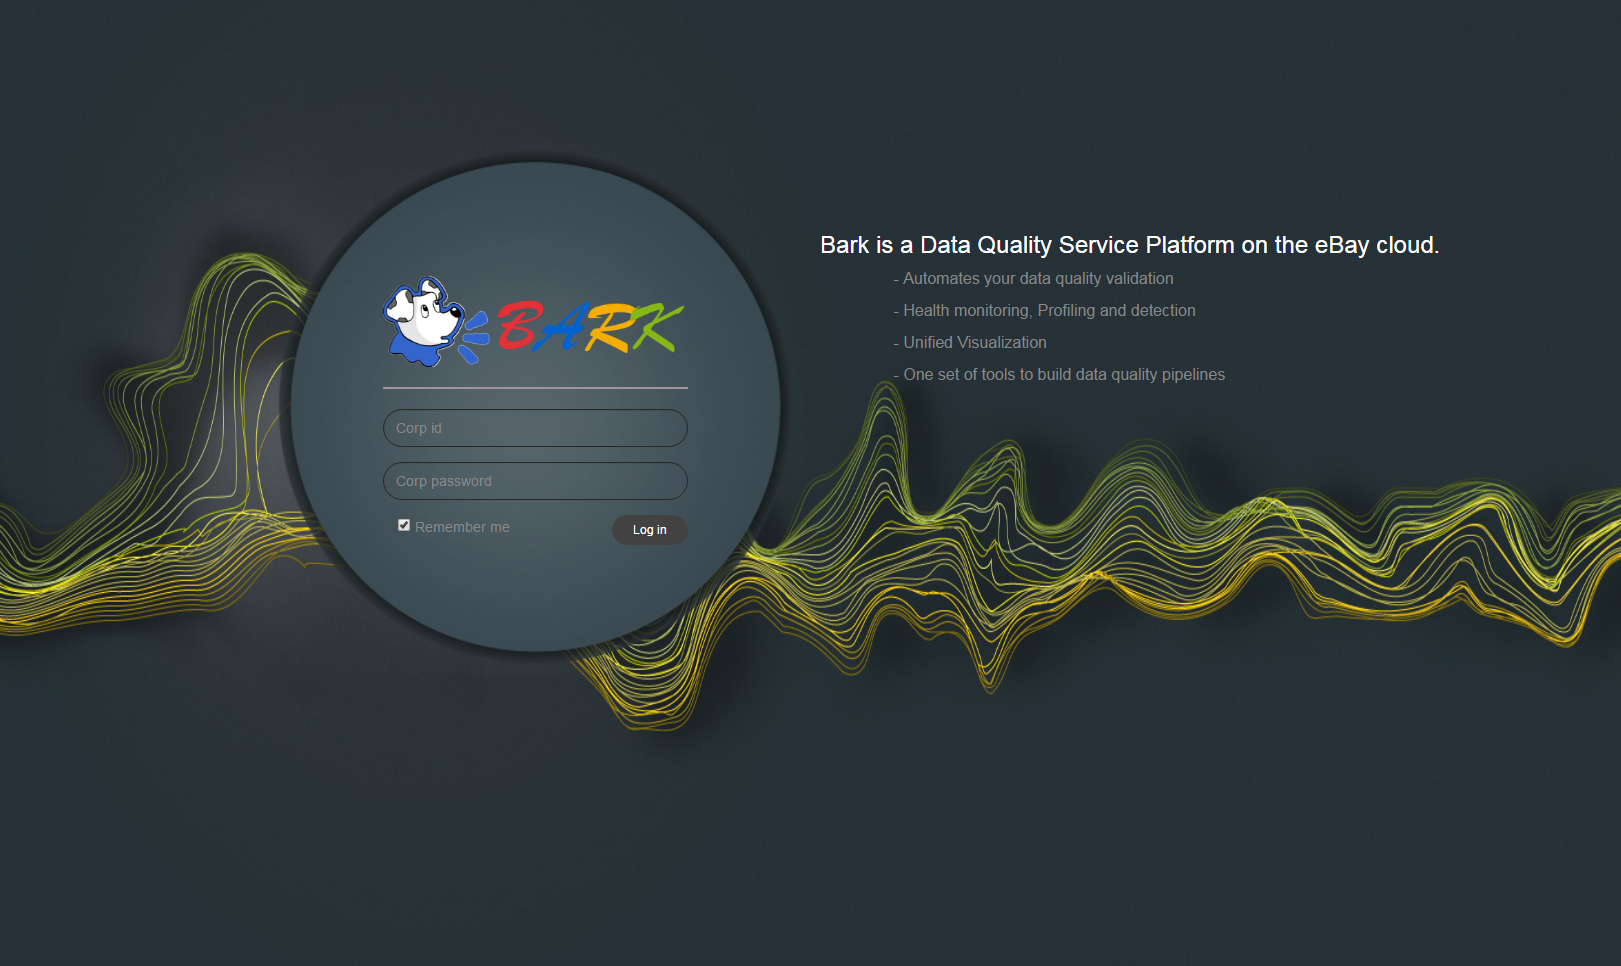 BARK
Corp id
Corp password
Remember me
Log in
Bark is a Data Quality Service Platform on the eBay cloud.
- Automates your data quality validation
- Health monitoring, Profiling and detection
- Unified Visualization
- One set of tools to build data quality pipelines